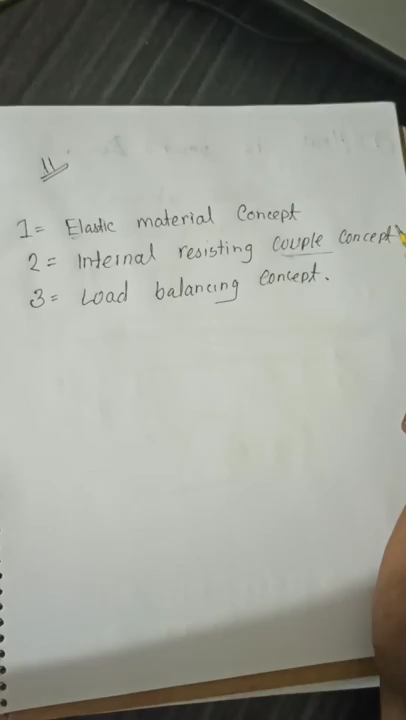 11
1= Elastic material Concept
2= Internal resisting couple concept
3= Load balancing concept.